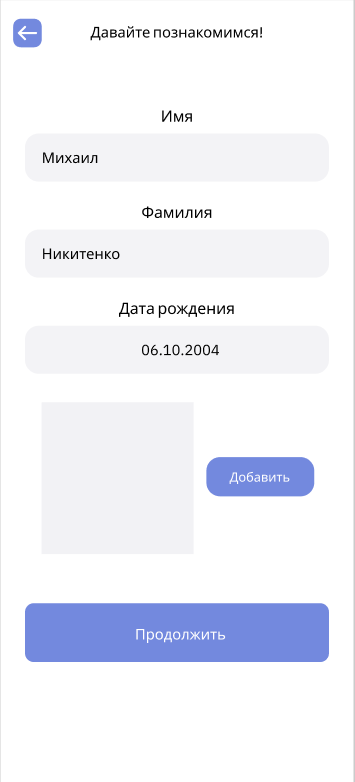 Давайте познакомимся!
Имя
Михаил
Фамилия
Никитенко
Дата рождения
06.10.2004
Добавить
Продолжить